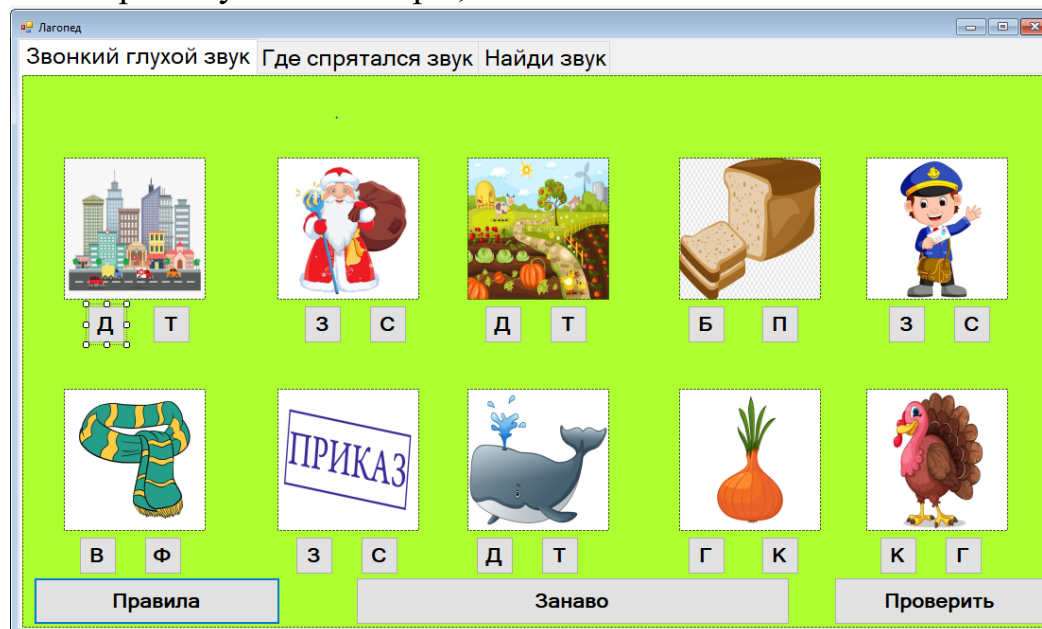 Лагопед
Звонкий глухой звук Где спрятался звук Найди звук
Д Т З С Д Т Б П З С
ПРИКАЗ
В Ф З С Д Т Г К К Г
Правила Занаво Проверить